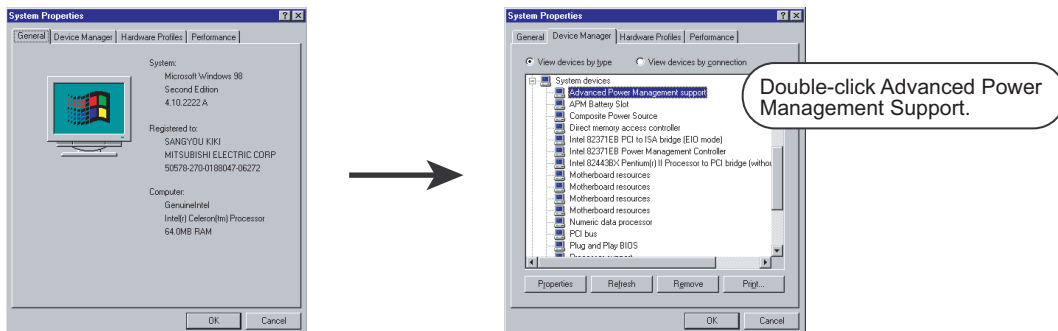 System Properties
General Device Manager Hardware Profiles Performance
System:
Microsoft Windows 98
Second Edition
4.10.2222 A
Registered to:
SANGYOU KIKI
MITSUBISHI ELECTRIC CORP
50578-270-0188047-06272
Computer:
GenuineIntel
Intel(r) Celeron(tm) Processor
64.0MB RAM
OK Cancel
System Properties
General Device Manager Hardware Profiles Performance
View devices by type View devices by connection
System devices
Advanced Power Management support
APM Battery Slot
Composite Power Source
Direct memory access controller
Intel 82371EB PCI to ISA bridge (EIO mode)
Intel 82371EB Power Management Controller
Intel 82443BX Pentium(r) II Processor to PCI bridge (withou
Motherboard resources
Motherboard resources
Motherboard resources
Motherboard resources
Numeric data processor
PCI bus
Plug and Play BIOS
Processor support
Properties Refresh Remove Print...
OK Cancel
Double-click Advanced Power
Management Support.